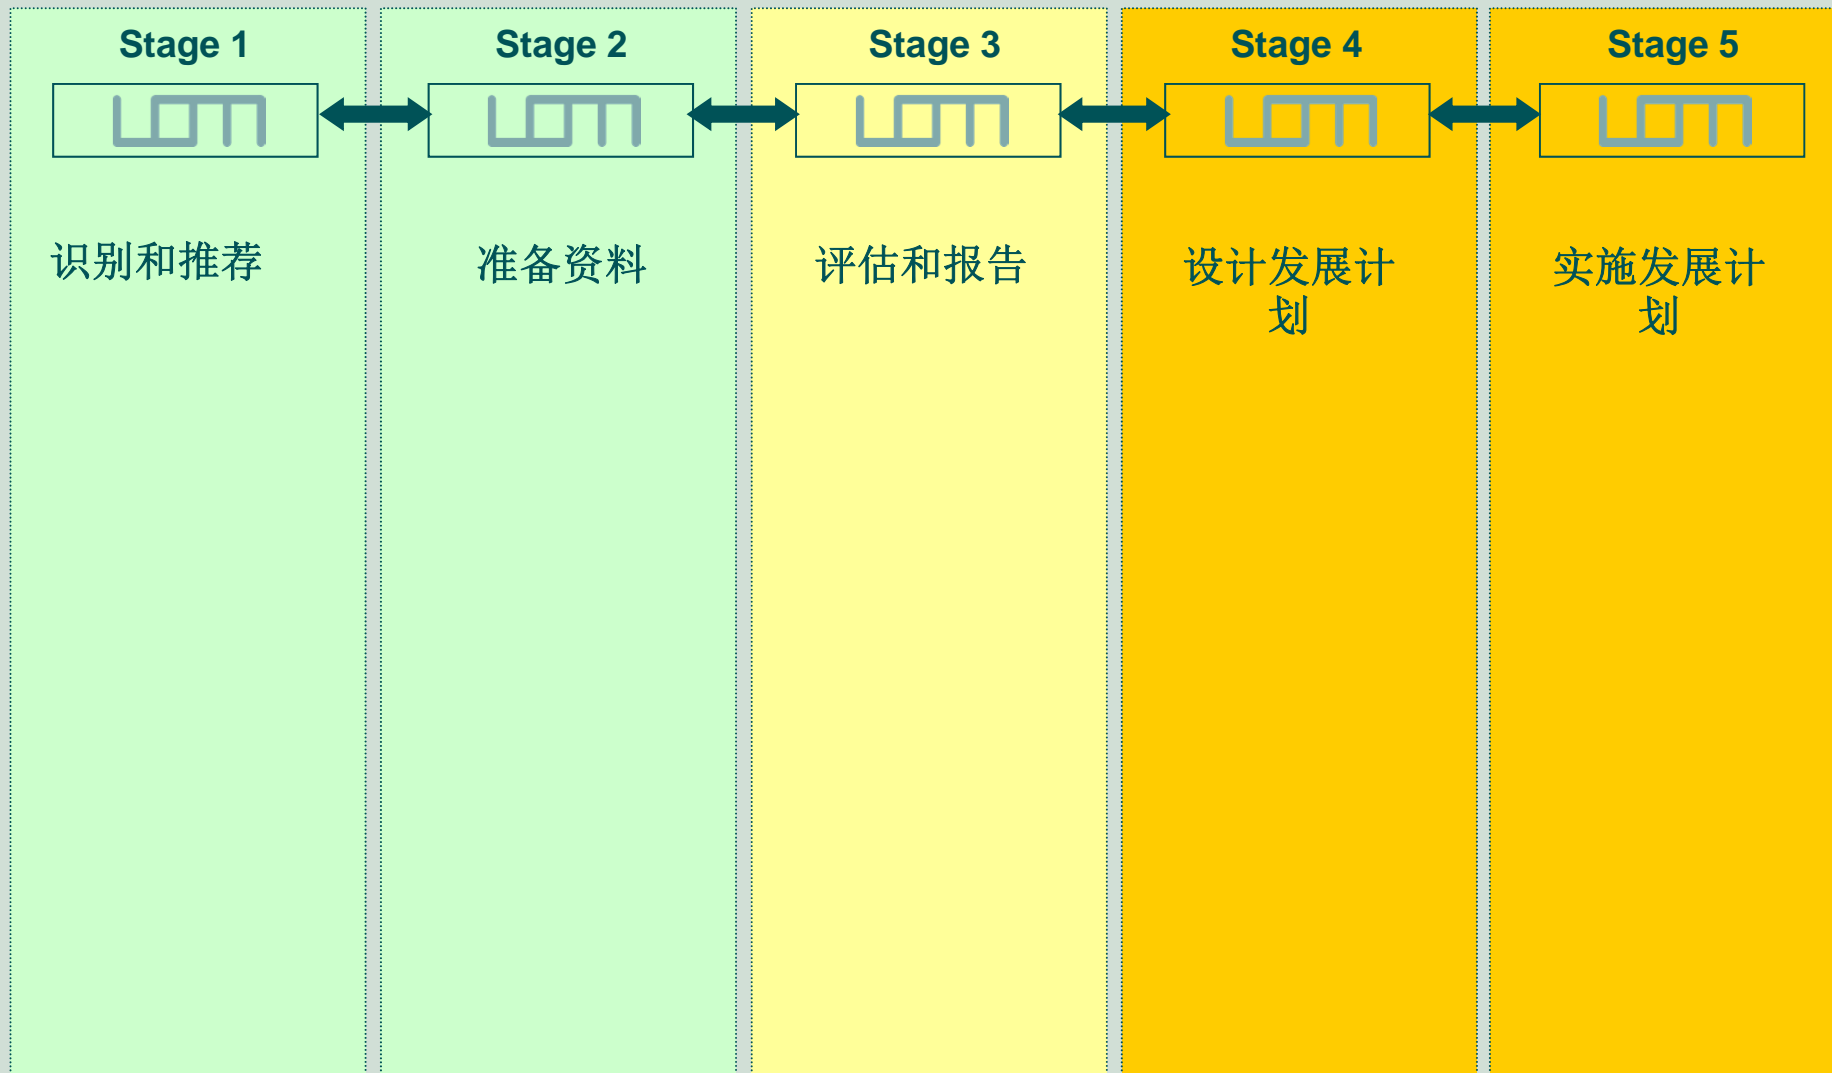 Stage 1
Stage 2
Stage 3
Stage 4
Stage 5
识别和推荐
准备资料
评估和报告
设计发展计
划
实施发展计
划